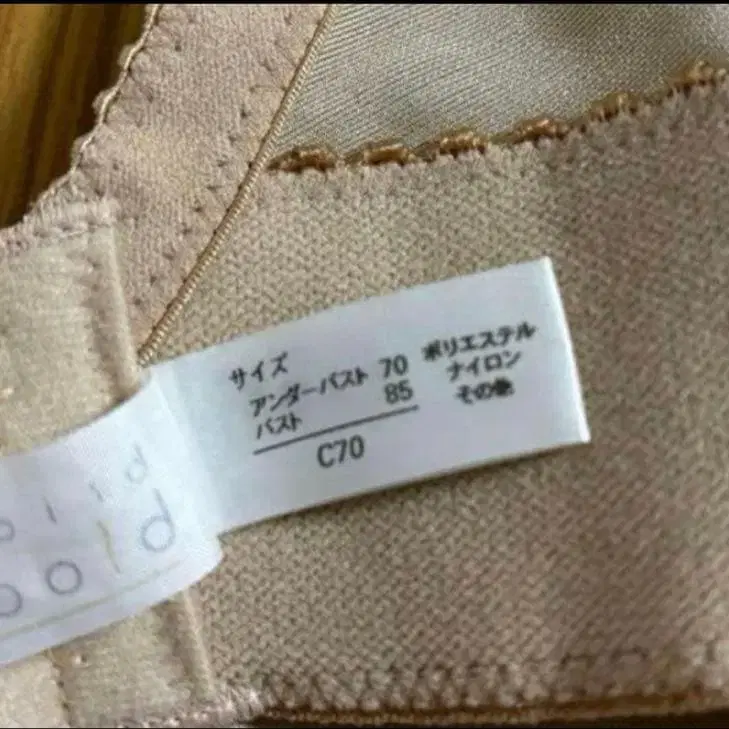 サイズ
アンダーバスト 70
バスト 85
C70
ポリエステル
ナイロン
その他